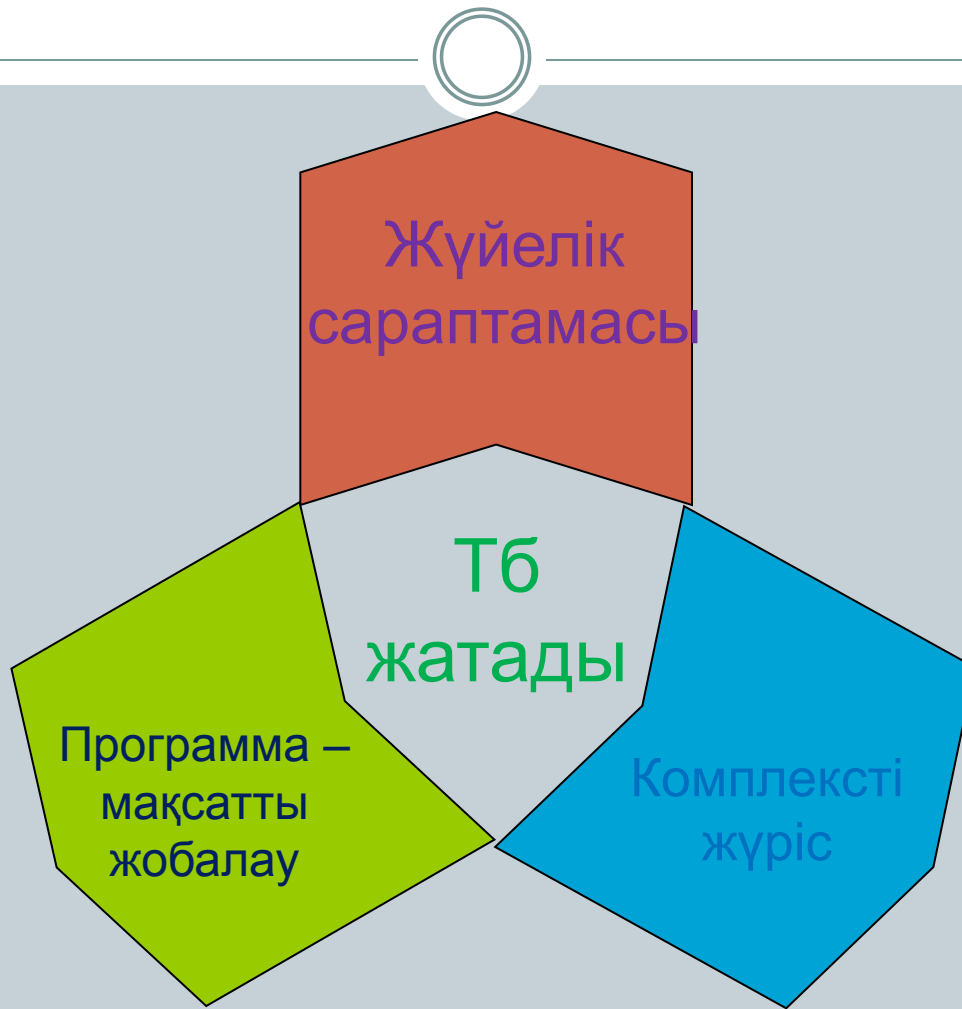 Жүйелік
сараптамасы
Тб
жатады
Программа –
мақсатты
жобалау
Комплексті
жүріс